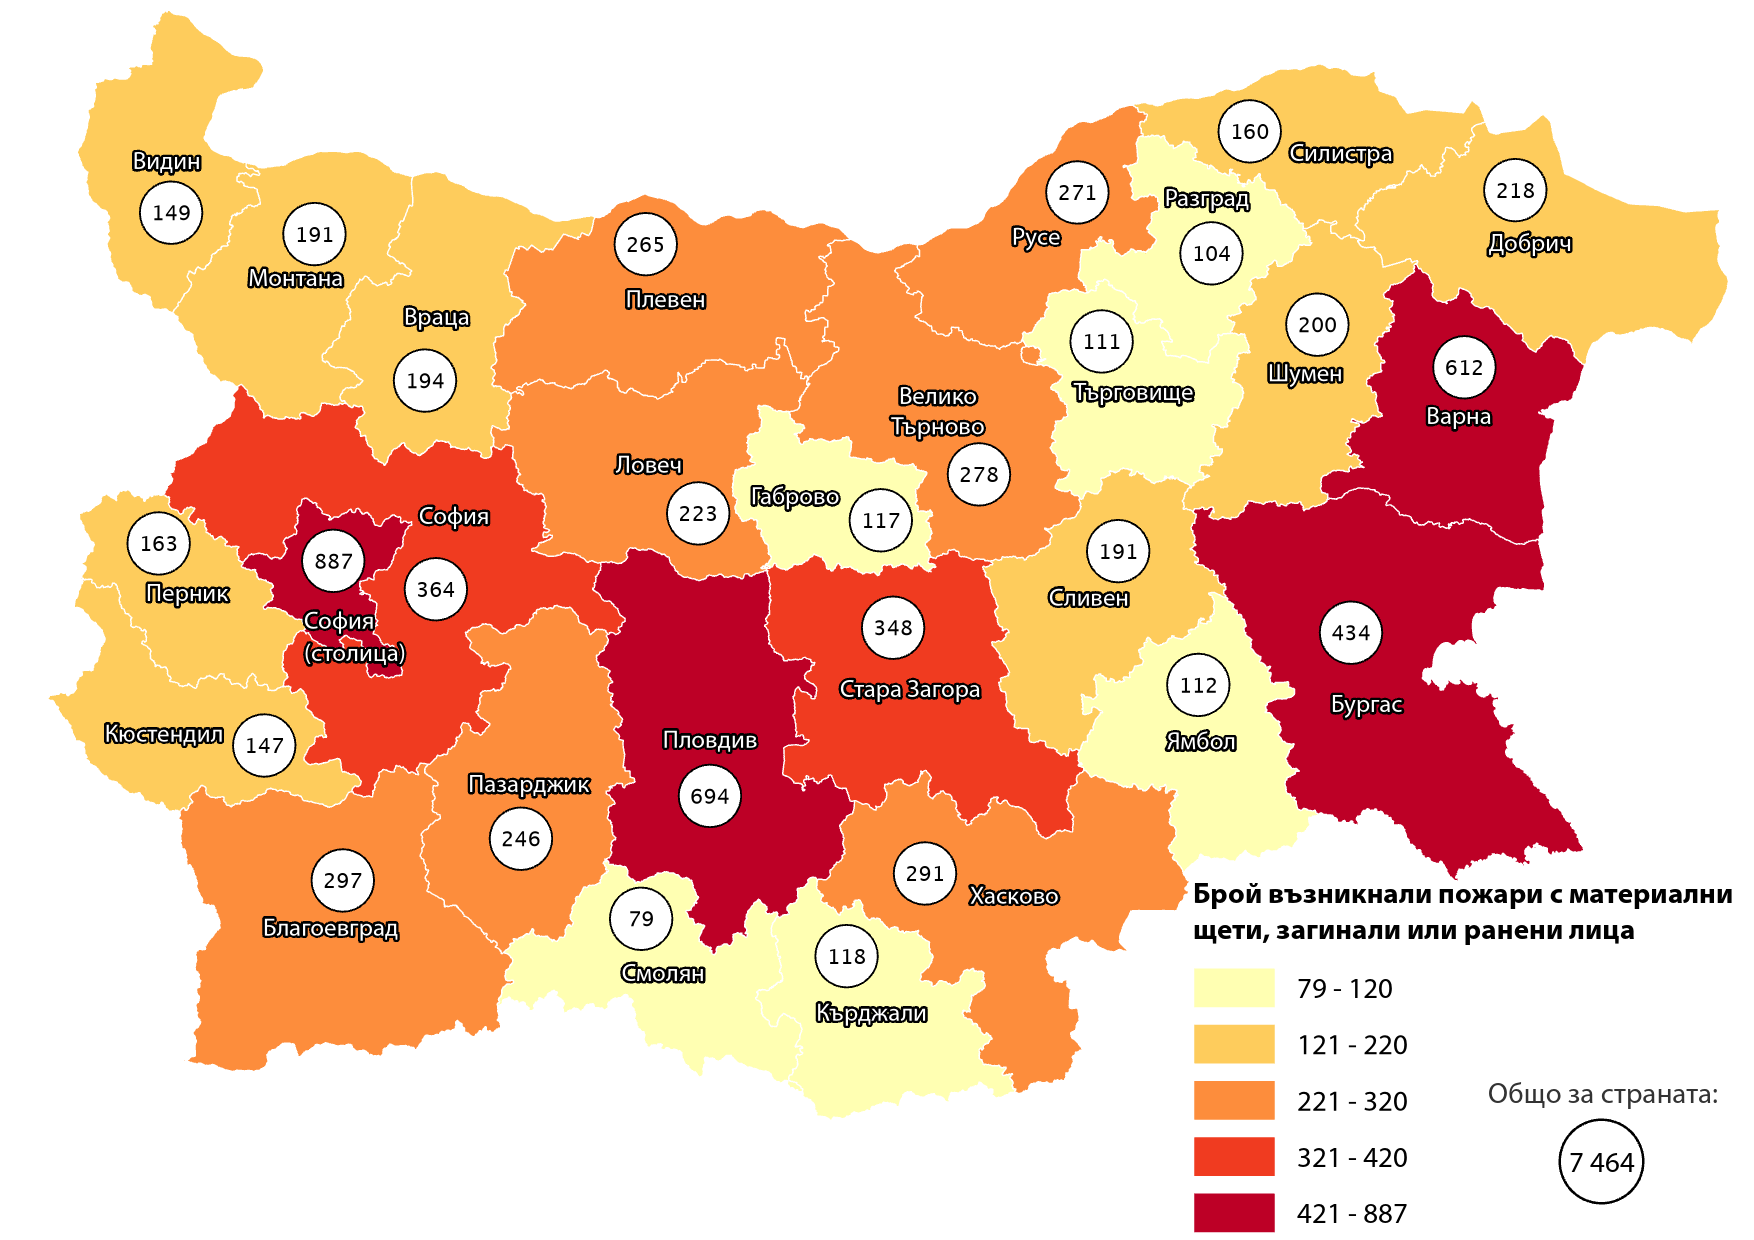 Видин
149
191
Монтана
Враца
194
265
Плевен
271
Русе
160
Силистра
Разград
104
218
Добрич
111
Търговище
200
Шумен
612
Варна
Велико
Търново
278
Ловеч
223
Габрово
117
163
Перник
887
София
(столица)
София
364
191
Сливен
348
Стара Загора
434
Бургас
112
Ямбол
Кюстендил
147
Пловдив
694
Пазарджик
246
297
Благоевград
291
Хасково
79
Смолян
118
Кърджали
Брой възникнали пожари с материални
щети, загинали или ранени лица
79 - 120
121 - 220
221 - 320
321 - 420
421 - 887
Общо за страната:
7 464